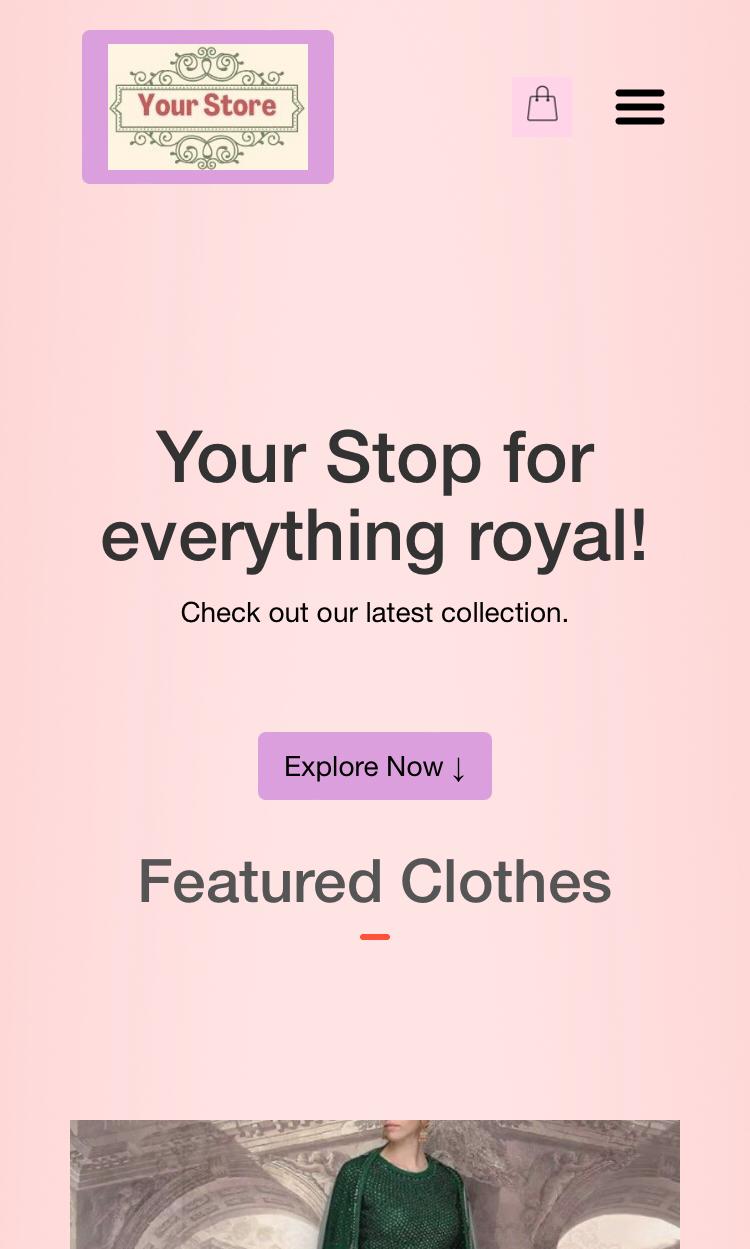 Your Store
Your Stop for
everything royal!
Check out our latest collection.
Explore Now ↓
Featured Clothes